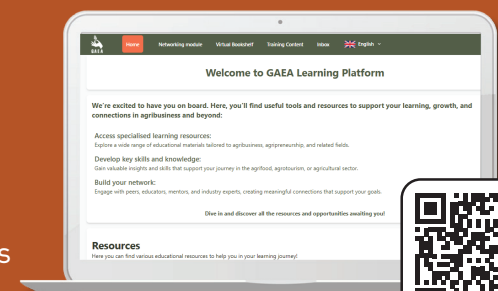 GAEA
Home
Networking module
Virtual Bookshelf
Training Content
Inbox
English
Welcome to GAEA Learning Platform
We're excited to have you on board. Here, you'll find useful tools and resources to support your learning, growth, and
connections in agribusiness and beyond:
Access specialised learning resources:
Explore a wide range of educational materials tailored to agribusiness, agripreneurship, and related fields.
Develop key skills and knowledge:
Gain valuable insights and skills that support your journey in the agrifood, agrotourism, or agricultural sector.
Build your network:
Engage with peers, educators, mentors, and industry experts, creating meaningful connections that support your goals.
Dive in and discover all the resources and opportunities awaiting you!
Resources
Here you can find various educational resources to help you in your learning journey!
s